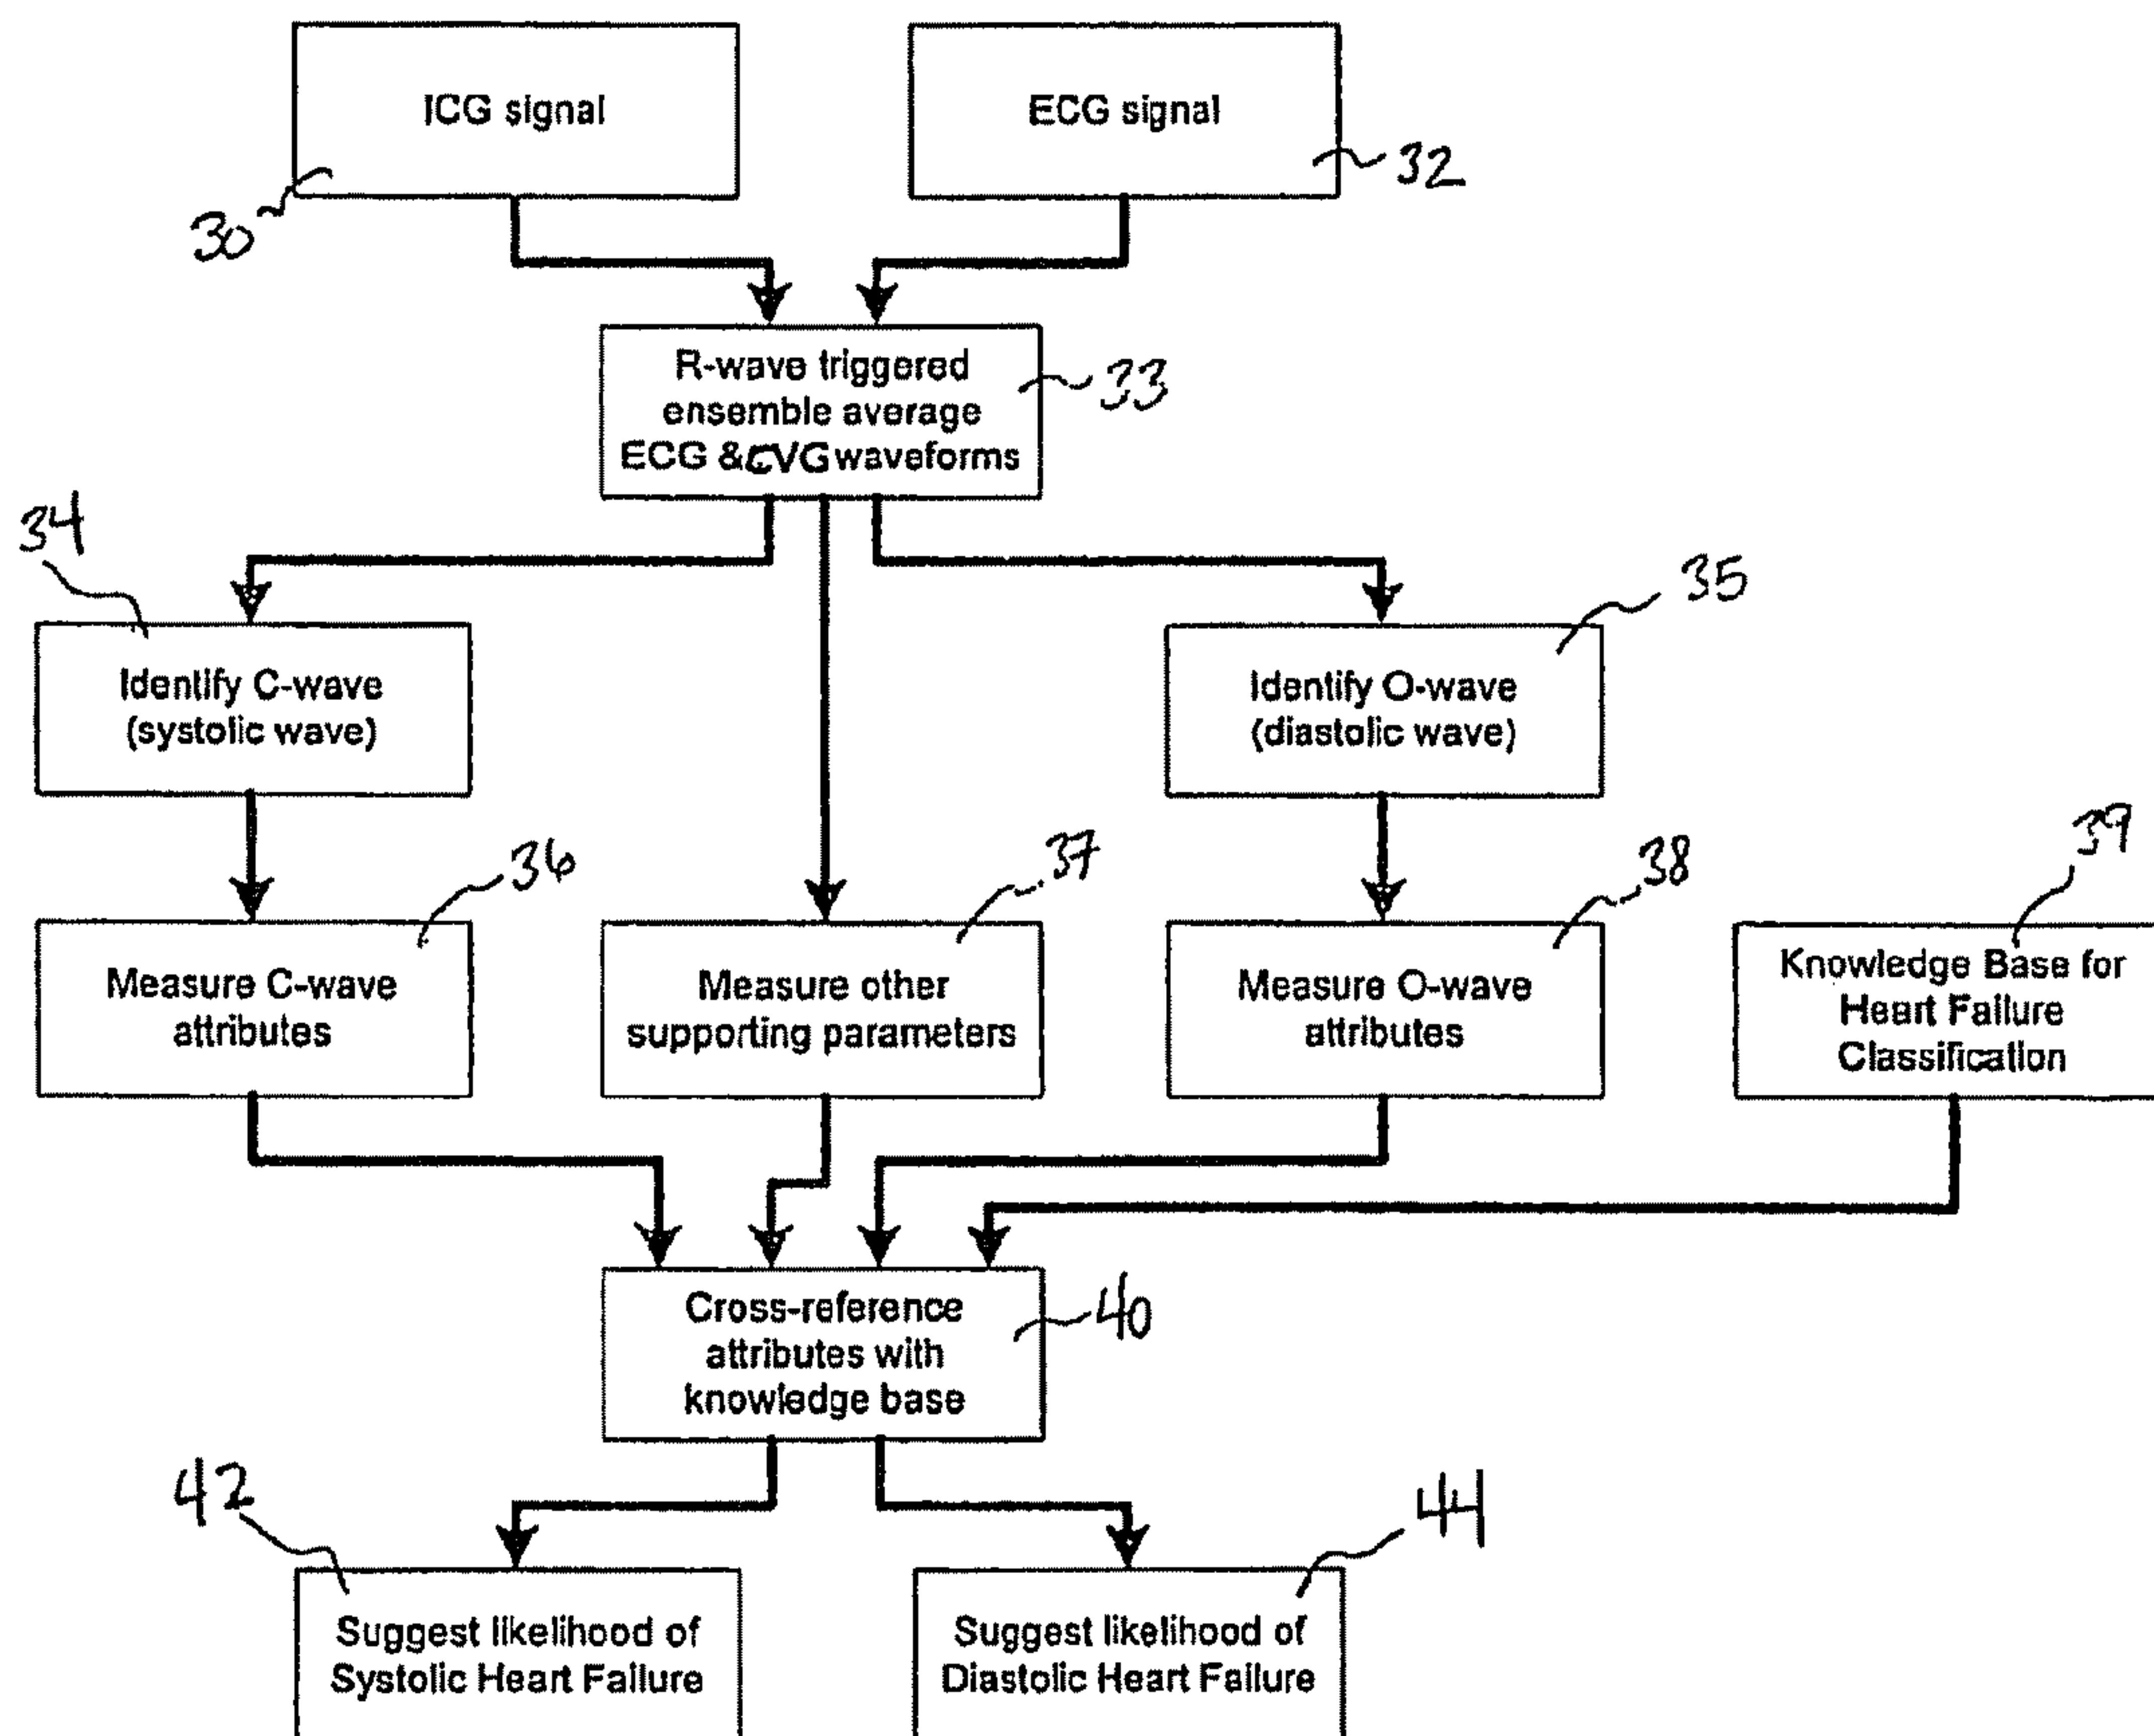 ICG signal
ECG signal
32
30
R-wave triggered
ensemble average
ECG & CVG waveforms
33
34
35
Identify C-wave
(systolic wave)
Identify O-wave
(diastolic wave)
36
37
38
39
Measure C-wave
attributes
Measure other
supporting parameters
Measure O-wave
attributes
Knowledge Base for
Heart Failure
Classification
Cross-reference
attributes with
knowledge base
40
42
44
Suggest likelihood of
Systolic Heart Failure
Suggest likelihood of
Diastolic Heart Failure